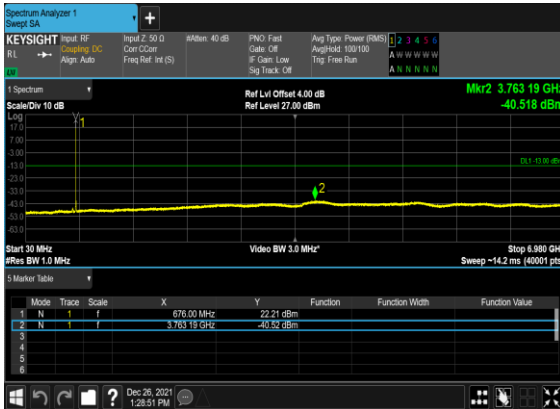 Spectrum Analyzer 1
Swept SA
+
KEYSIGHT Input: RF Input Z: 50 Ω #Atten: 40 dB PNO: Fast Avg Type: Power (RMS) 1 2 3 4 5 6
RL Coupling: DC Corr CCorr Gate: Off Avg|Hold: 100/100 A W W W W W
Align: Auto Freq Ref: Int (S) IF Gain: Low Trig: Free Run
Sig Track: Off A N N N N N
1 Spectrum Ref Lvl Offset 4.00 dB Mkr2 3.763 19 GHz
Scale/Div 10 dB Ref Level 27.00 dBm -40.518 dBm
Log
17.0
7.00
-3.00
-13.0
-23.0
-33.0
-43.0
-53.0
-63.0
1
2
DL1 -13.00 dBm
Start 30 MHz Video BW 3.0 MHz* Stop 6.980 GHz
#Res BW 1.0 MHz Sweep ~14.2 ms (40001 pts)
5 Marker Table
Mode Trace Scale X Y Function Function Width Function Value
1 N 1 f 676.00 MHz 22.21 dBm
2 N 1 f 3.763 19 GHz -40.52 dBm
3
4
5
6
? Dec 26, 2021
1:28:51 PM